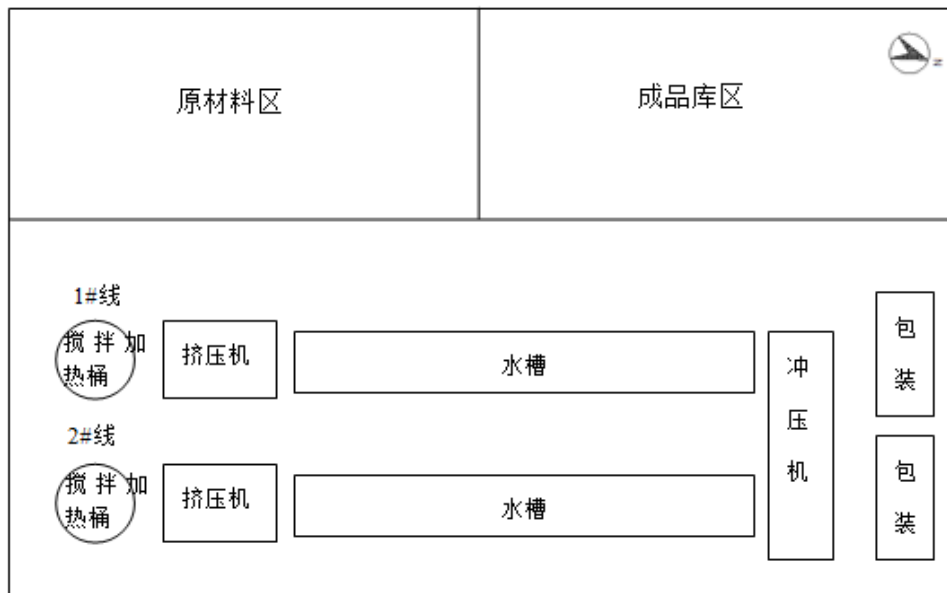 原材料区
成品库区
N
1#线
搅拌加
热桶
挤压机
水槽
冲
压
机
包
装
2#线
搅拌加
热桶
挤压机
水槽
包
装